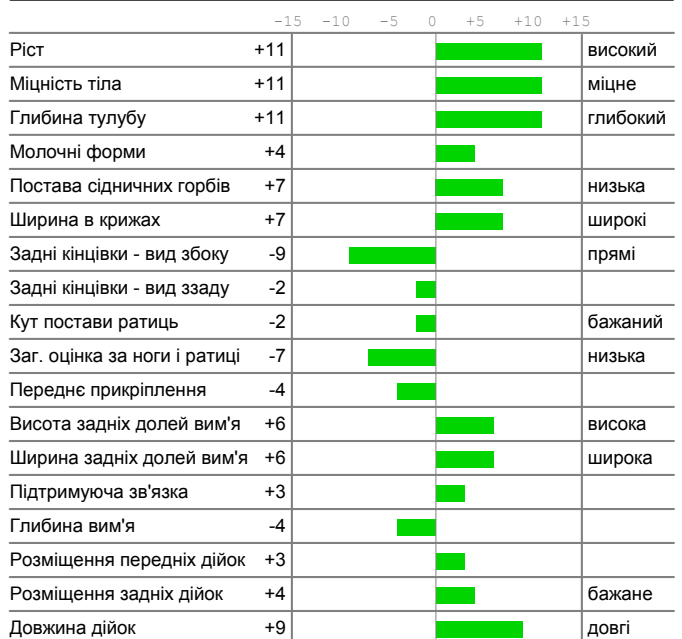 -15 -10 -5 0 +5 +10 +15
Ріст +11 високий
Міцність тіла +11 міцне
Глибина тулубу +11 глибокий
Молочні форми +4
Постава сідничних горбів +7 низька
Ширина в крижах +7 широкі
Задні кінцівки - вид збоку -9 прямі
Задні кінцівки - вид ззаду -2
Кут постави ратиць -2 бажаний
Заг. оцінка за ноги і ратиці -7 низька
Переднє прикріплення -4
Висота задніх долей вим'я +6 висока
Ширина задніх долей вим'я +6 широка
Підтримуюча зв'язка +3
Глибина вим'я -4
Розміщення передніх дійок +3
Розміщення задніх дійок +4 бажане
Довжина дійок +9 довгі